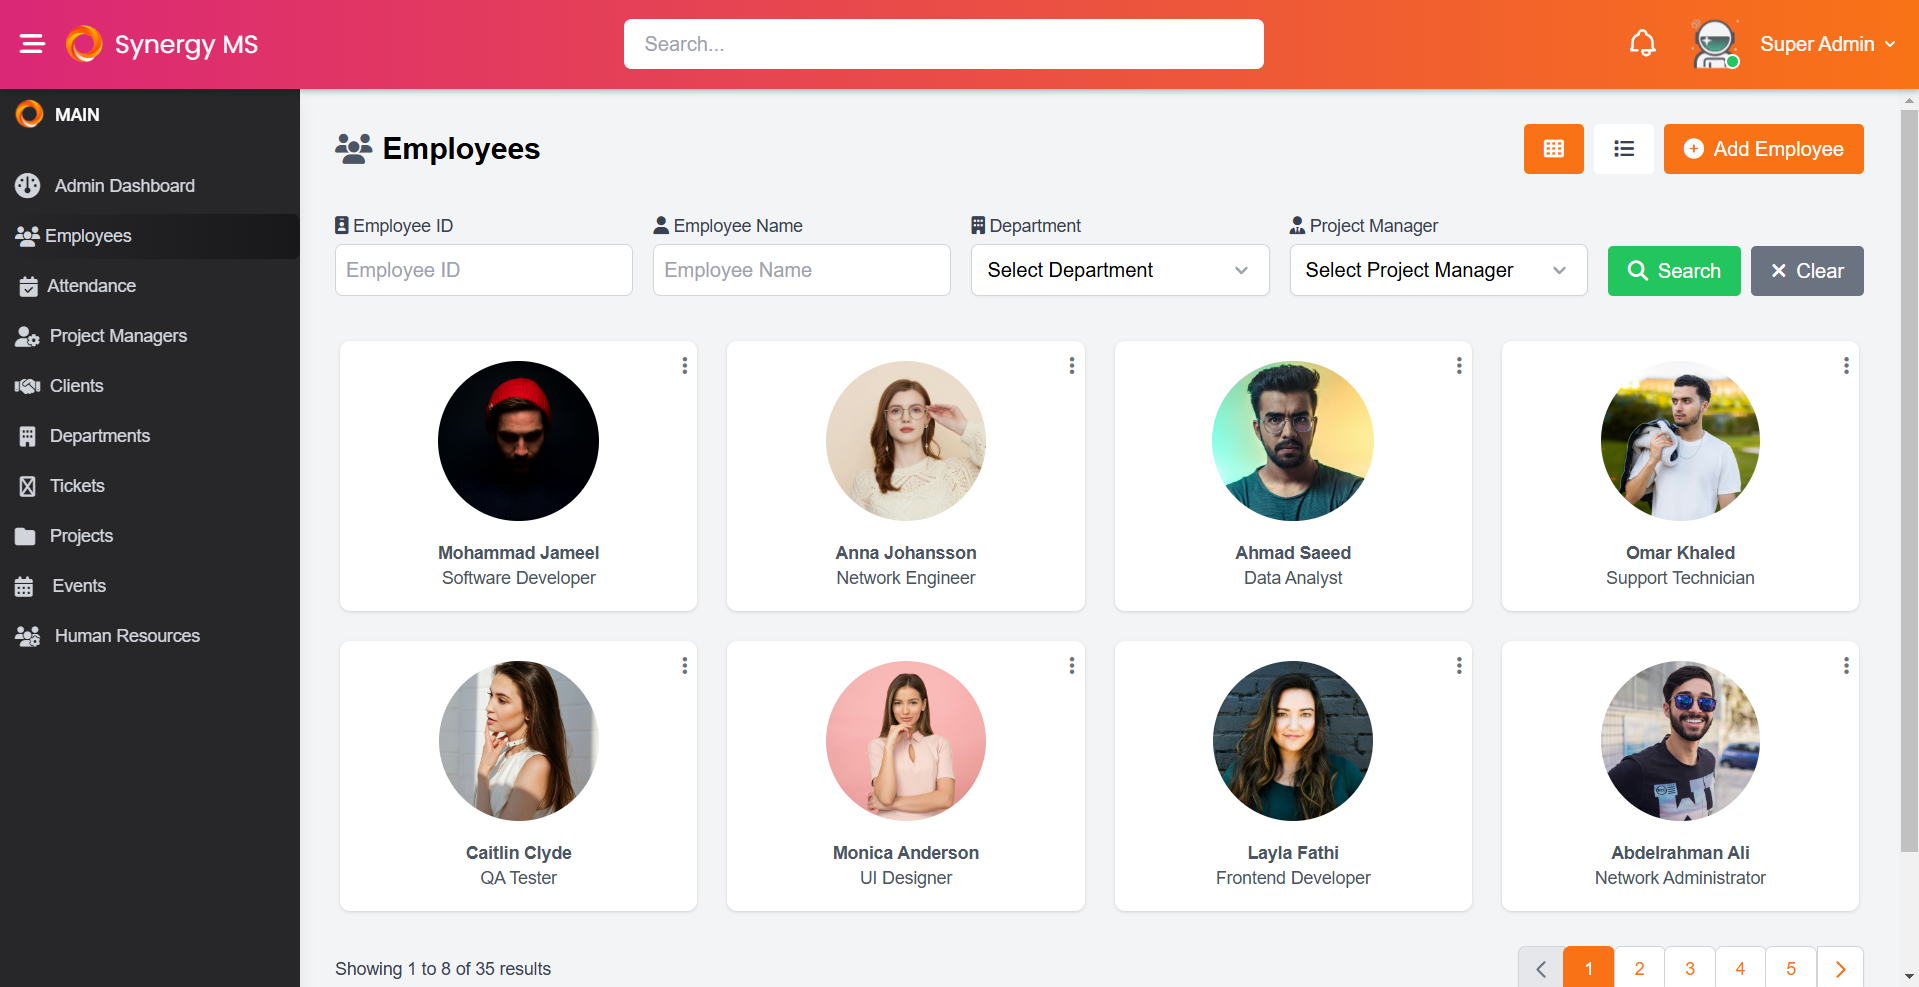 Synergy MS
Search...
Super Admin
MAIN
Admin Dashboard
Employees
Attendance
Project Managers
Clients
Departments
Tickets
Projects
Events
Human Resources
Employees
Add Employee
Employee ID
Employee Name
Department
Project Manager
Employee ID
Employee Name
Select Department
Select Project Manager
Search
Clear
Mohammad Jameel
Software Developer
Anna Johansson
Network Engineer
Ahmad Saeed
Data Analyst
Omar Khaled
Support Technician
Caitlin Clyde
QA Tester
Monica Anderson
UI Designer
Layla Fathi
Frontend Developer
Abdelrahman Ali
Network Administrator
Showing 1 to 8 of 35 results
1 2 3 4 5